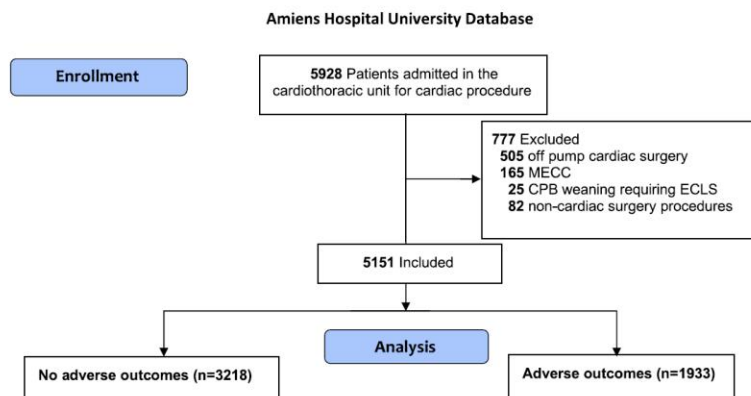 Amiens Hospital University Database
Enrollment
5928 Patients admitted in the
cardiothoracic unit for cardiac procedure
777 Excluded
505 off pump cardiac surgery
165 MECC
25 CPB weaning requiring ECLS
82 non-cardiac surgery procedures
5151 Included
Analysis
No adverse outcomes (n=3218)
Adverse outcomes (n=1933)